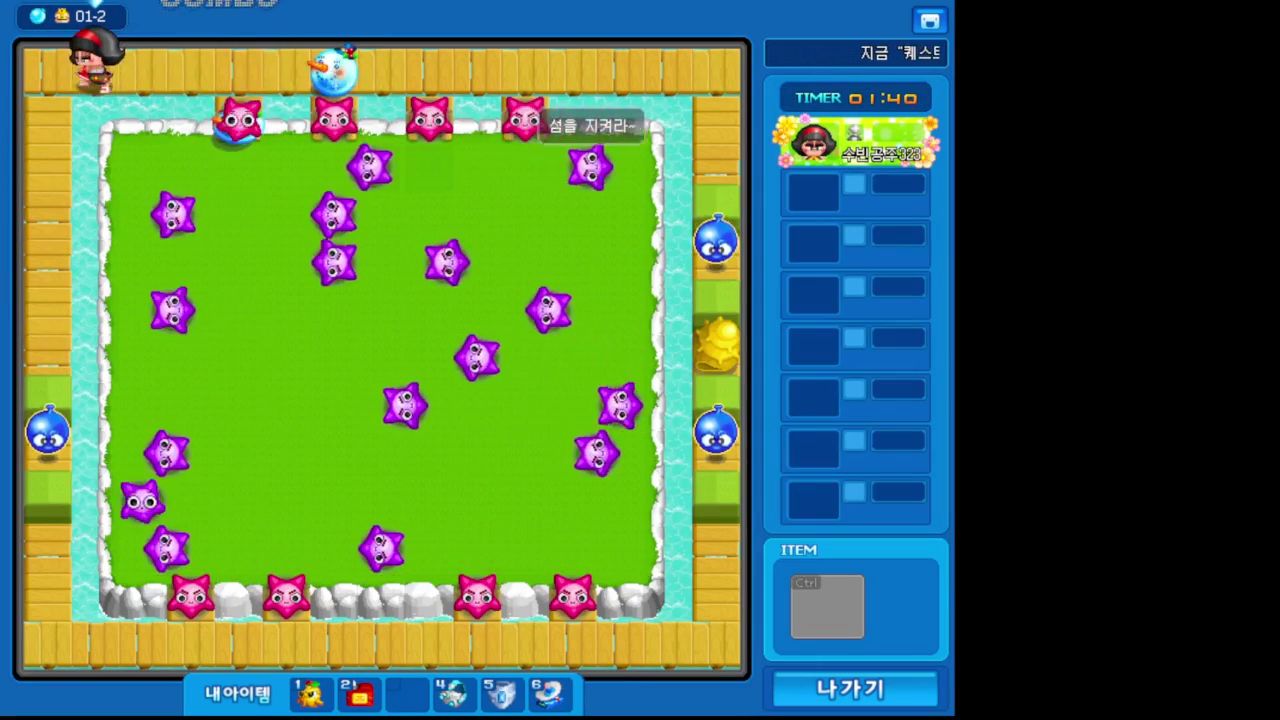 01-2
지금 "퀘스트
TIMER 01:40
섬을 지켜라~
수빈공주323
ITEM
Ctrl
내아이템
1
2
4
5
6
나가기